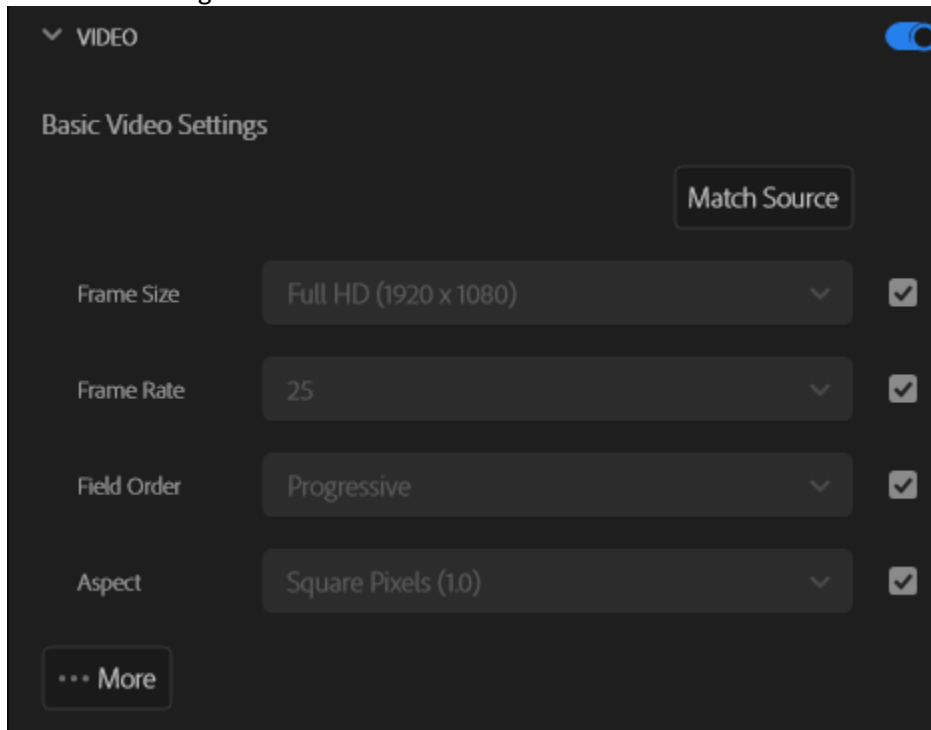 VIDEO
Basic Video Settings
Match Source
Frame Size Full HD (1920 x 1080)
Frame Rate 25
Field Order Progressive
Aspect Square Pixels (1.0)
··· More